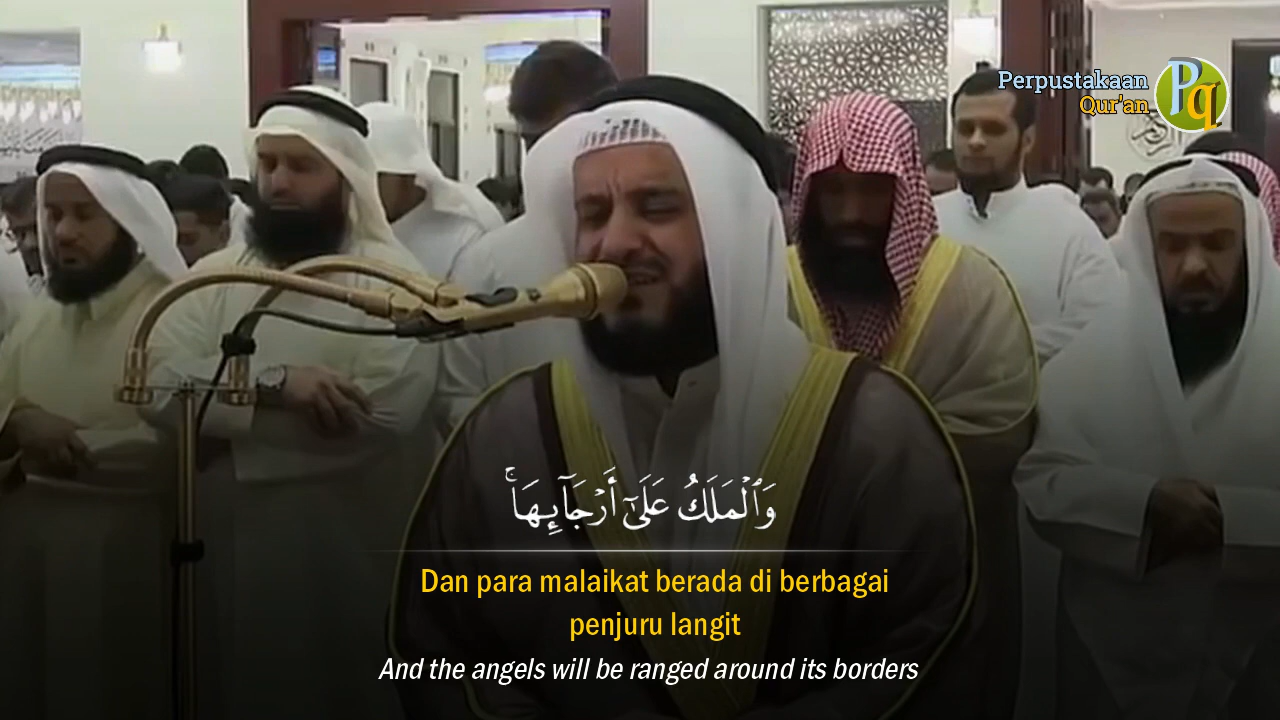 Perpustakaan
Qur'an
Pq
وَٱلْمَلَكُ عَلَىٰٓ أَرْجَآئِهَا ۚ
Dan para malaikat berada di berbagai
penjuru langit
And the angels will be ranged around its borders